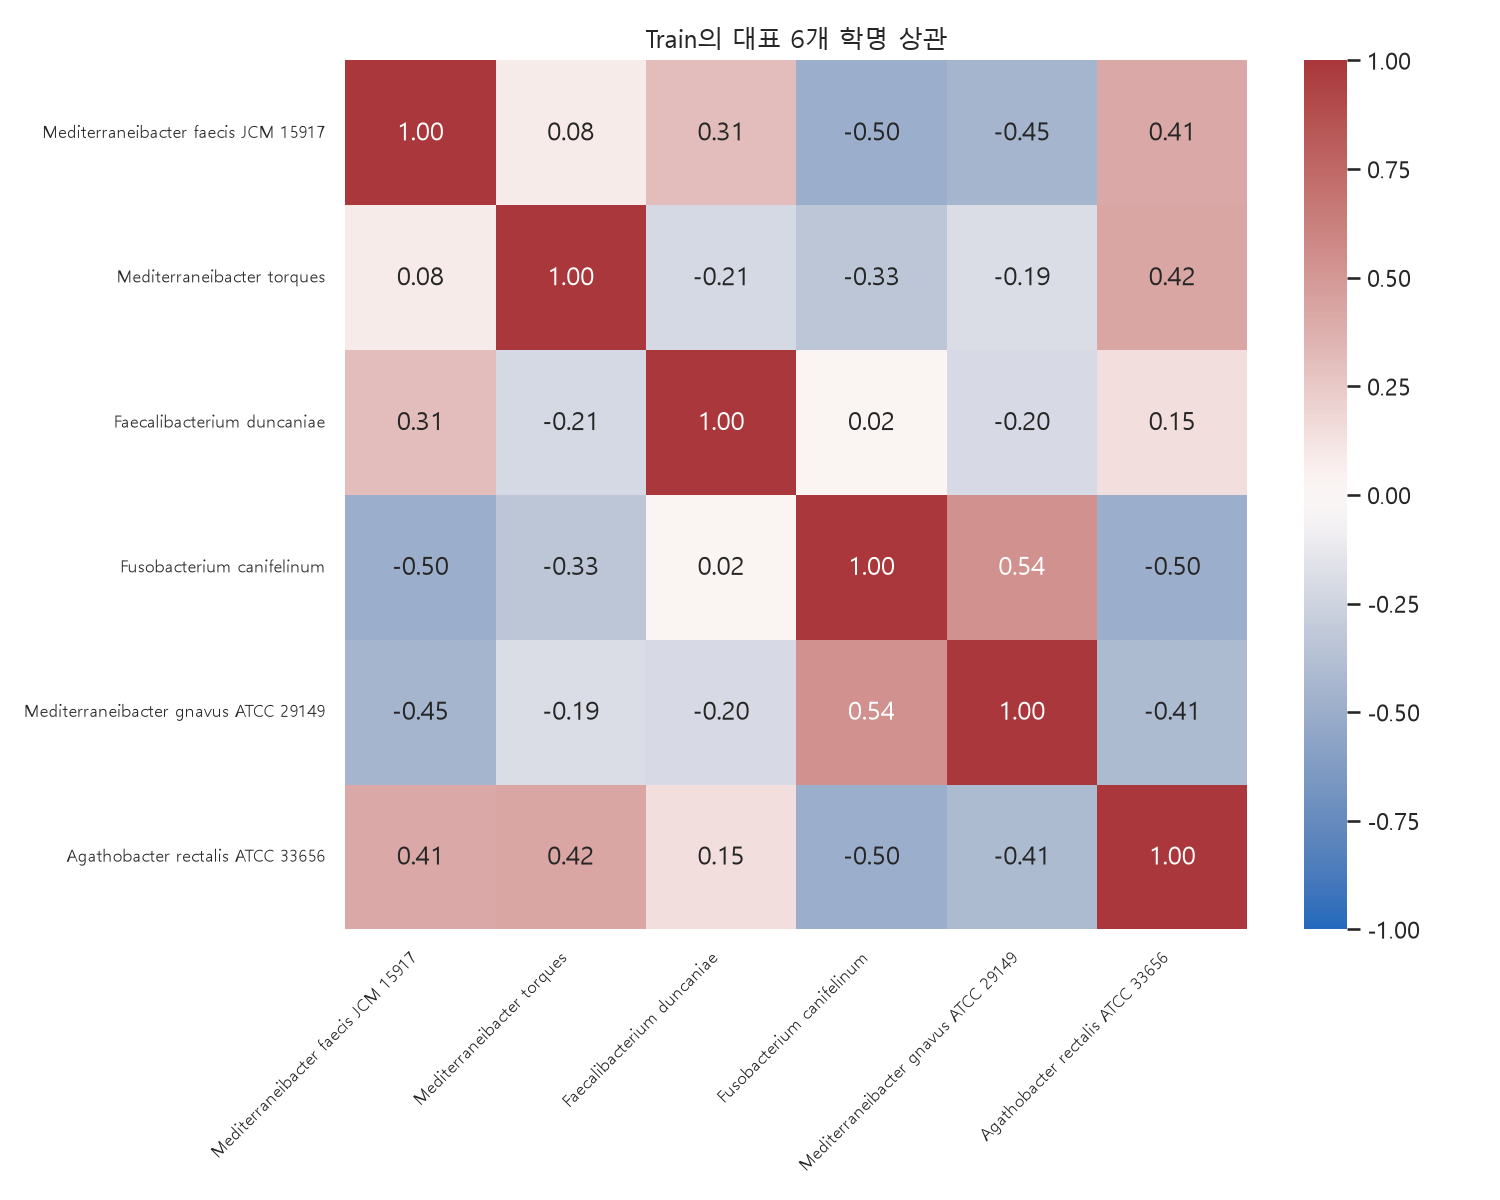 Train의 대표 6개 학명 상관
Mediterraneibacter faecis JCM 15917
1.00 0.08 0.31 -0.50 -0.45 0.41
Mediterraneibacter torques
0.08 1.00 -0.21 -0.33 -0.19 0.42
Faecalibacterium duncaniae
0.31 -0.21 1.00 0.02 -0.20 0.15
Fusobacterium canifelinum
-0.50 -0.33 0.02 1.00 0.54 -0.50
Mediterraneibacter gnavus ATCC 29149
-0.45 -0.19 -0.20 0.54 1.00 -0.41
Agathobacter rectalis ATCC 33656
0.41 0.42 0.15 -0.50 -0.41 1.00
Mediterraneibacter faecis JCM 15917
Mediterraneibacter torques
Faecalibacterium duncaniae
Fusobacterium canifelinum
Mediterraneibacter gnavus ATCC 29149
Agathobacter rectalis ATCC 33656
1.00
0.75
0.50
0.25
0.00
-0.25
-0.50
-0.75
-1.00